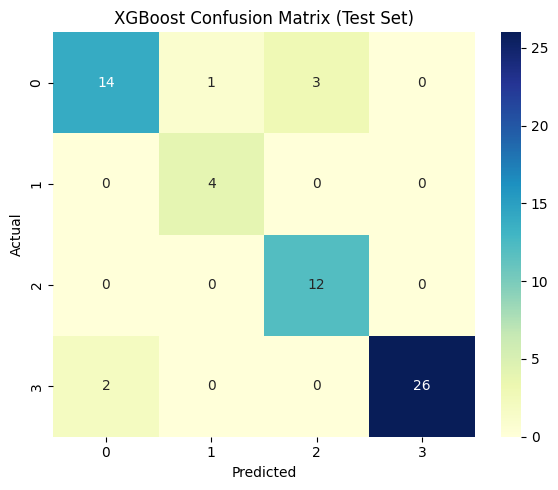 XGBoost Confusion Matrix (Test Set)
0 14 1 3 0
1 0 4 0 0
2 0 0 12 0
3 2 0 0 26
0 1 2 3
Predicted
Actual
25
20
15
10
5
0